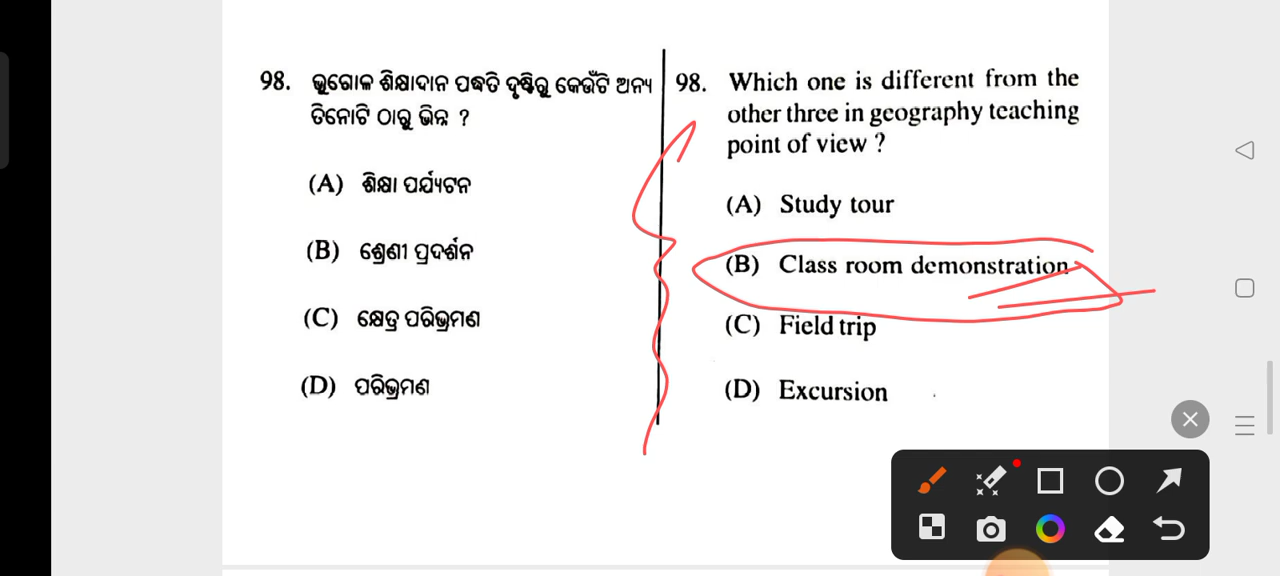 98. ଭୂଗୋଳ ଶିକ୍ଷାଦାନ ପଦ୍ଧତି ଦୃଷ୍ଟିରୁ କେଉଁଟି ଅନ୍ୟ
ତିନୋଟି ଠାରୁ ଭିନ୍ନ ?
(A) ଶିକ୍ଷା ପର୍ଯ୍ୟଟନ
(B) ଶ୍ରେଣୀ ପ୍ରଦର୍ଶନ
(C) କ୍ଷେତ୍ର ପରିଭ୍ରମଣ
(D) ପରିଭ୍ରମଣ
98. Which one is different from the
other three in geography teaching
point of view ?
(A) Study tour
(B) Class room demonstration
(C) Field trip
(D) Excursion